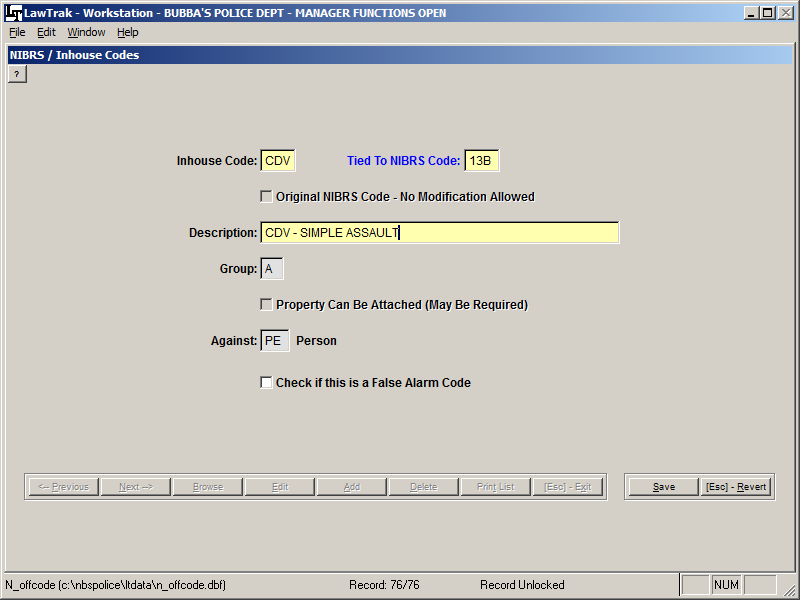 LawTrak - Workstation - BUBBA'S POLICE DEPT - MANAGER FUNCTIONS OPEN
File Edit Window Help
NIBRS / Inhouse Codes
?
Inhouse Code: CDV Tied To NIBRS Code: 13B
Original NIBRS Code - No Modification Allowed
Description: CDV - SIMPLE ASSAULT
Group: A
Property Can Be Attached (May Be Required)
Against: PE Person
Check if this is a False Alarm Code
<-- Previous Next --> Browse Edit Add Delete Print List [Esc] - Exit Save [Esc] - Revert
N_offcode (c:\nbspolice\ltdata\n_offcode.dbf) Record: 76/76 Record Unlocked NUM